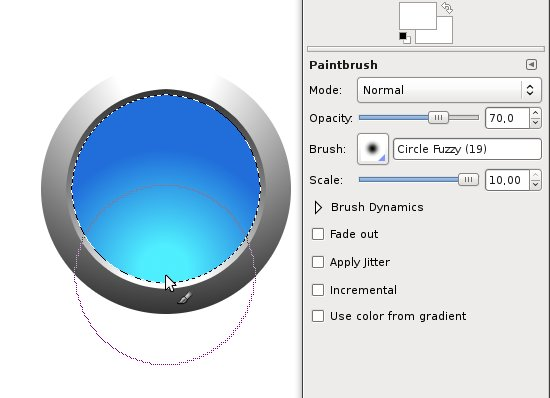 Paintbrush
Mode: Normal
Opacity: 70,0
Brush: Circle Fuzzy (19)
Scale: 10,00
Brush Dynamics
Fade out
Apply Jitter
Incremental
Use color from gradient